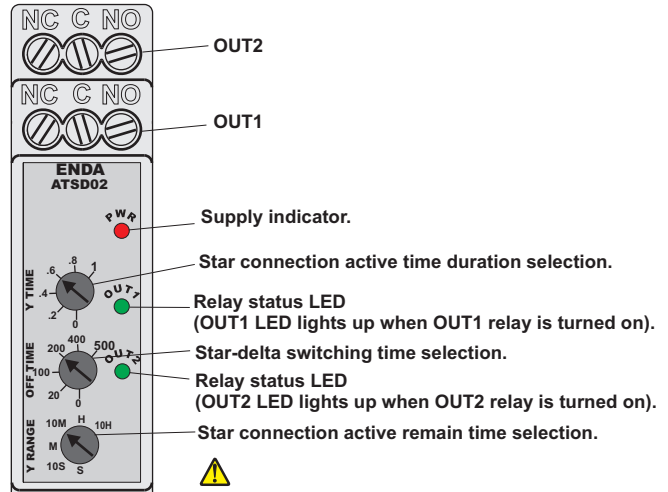 NC C NO
OUT2
NC C NO
OUT1
ENDA
ATSD02
PWR
Supply indicator.
Star connection active time duration selection.
Y TIME
0
.2
.4
.6
.8
1
OUT1
Relay status LED
(OUT1 LED lights up when OUT1 relay is turned on).
Star-delta switching time selection.
OFF TIME
0
20
100
200
400
500
OUT2
Relay status LED
(OUT2 LED lights up when OUT2 relay is turned on).
Star connection active remain time selection.
Y RANGE
S
10S
M
10M
H
10H